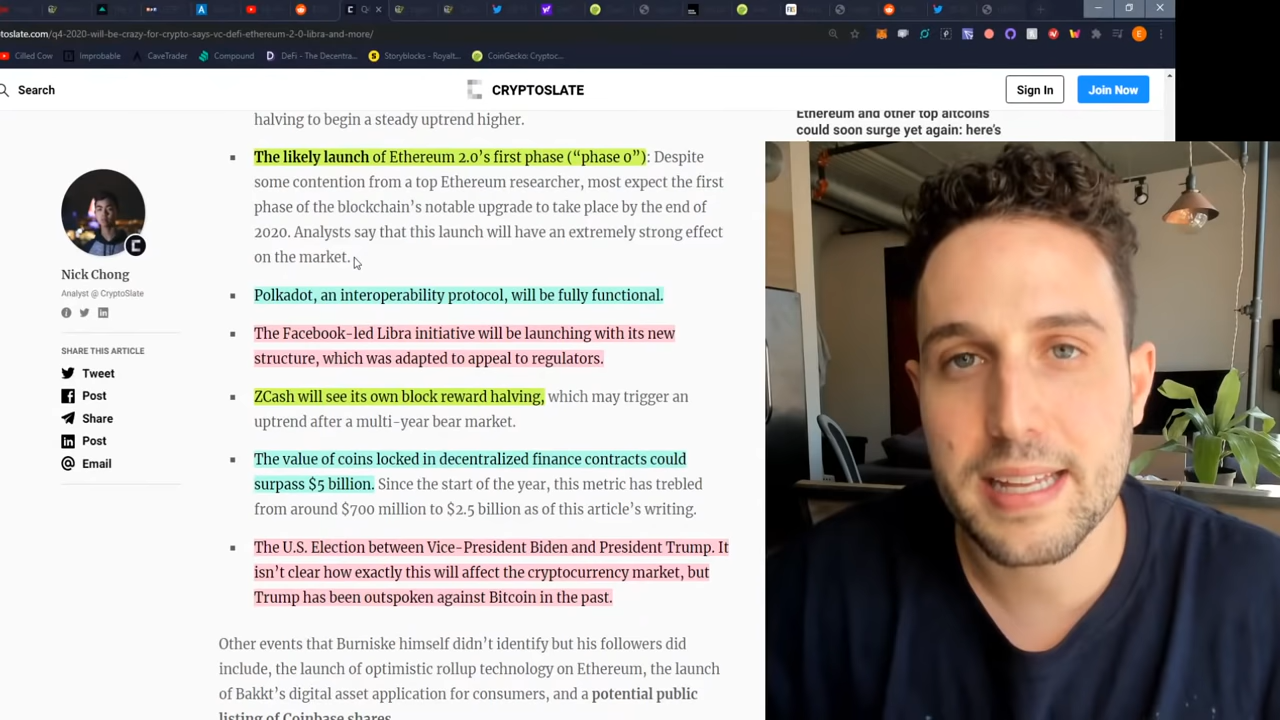 toslate.com/q4-2020-will-be-crazy-for-crypto-says-vc-defi-ethereum-2-0-libra-and-more/
Cilled Cow
Improbable
CaveTrader
Compound
DeFi - The Decentra...
Storyblocks - Royalt...
CoinGecko: Cryptoc...
Search
CRYPTOSLATE
Sign In
Join Now
halving to begin a steady uptrend higher.
The likely launch of Ethereum 2.0’s first phase (“phase 0”): Despite
some contention from a top Ethereum researcher, most expect the first
phase of the blockchain’s notable upgrade to take place by the end of
2020. Analysts say that this launch will have an extremely strong effect
on the market.
Polkadot, an interoperability protocol, will be fully functional.
The Facebook-led Libra initiative will be launching with its new
structure, which was adapted to appeal to regulators.
ZCash will see its own block reward halving, which may trigger an
uptrend after a multi-year bear market.
The value of coins locked in decentralized finance contracts could
surpass $5 billion. Since the start of the year, this metric has trebled
from around $700 million to $2.5 billion as of this article’s writing.
The U.S. Election between Vice-President Biden and President Trump. It
isn’t clear how exactly this will affect the cryptocurrency market, but
Trump has been outspoken against Bitcoin in the past.
Other events that Burniske himself didn’t identify but his followers did
include, the launch of optimistic rollup technology on Ethereum, the launch
of Bakkt’s digital asset application for consumers, and a potential public
listing of Coinbase shares.
Nick Chong
Analyst @ CryptoSlate
SHARE THIS ARTICLE
Tweet
Post
Share
Post
Email
Ethereum and other top altcoins
could soon surge yet again: here’s